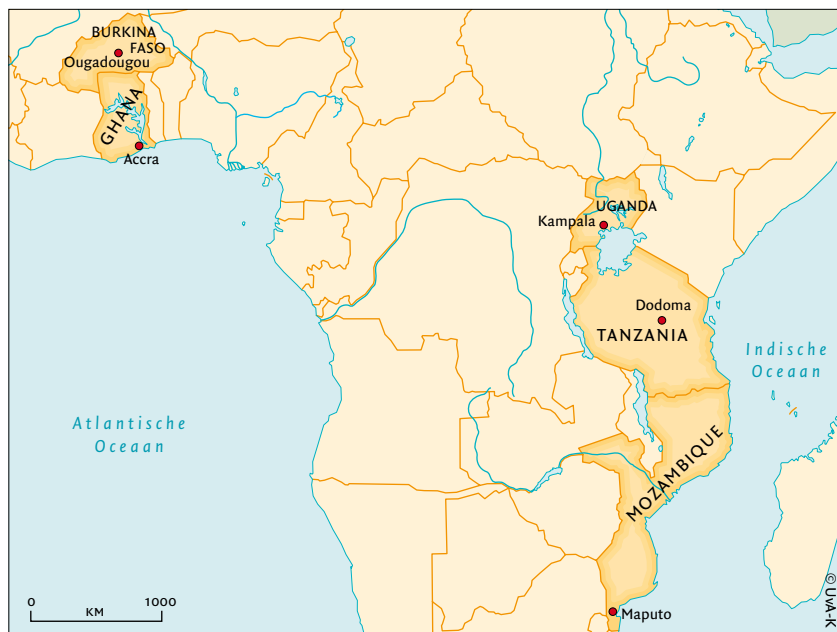 BURKINA
FASO
Ougadougou
GHANA
Accra
UGANDA
Kampala
Dodoma
TANZANIA
Indische
Oceaan
Atlantische
Oceaan
MOZAMBIQUE
Maputo
0 1000
KM
© UvA-K